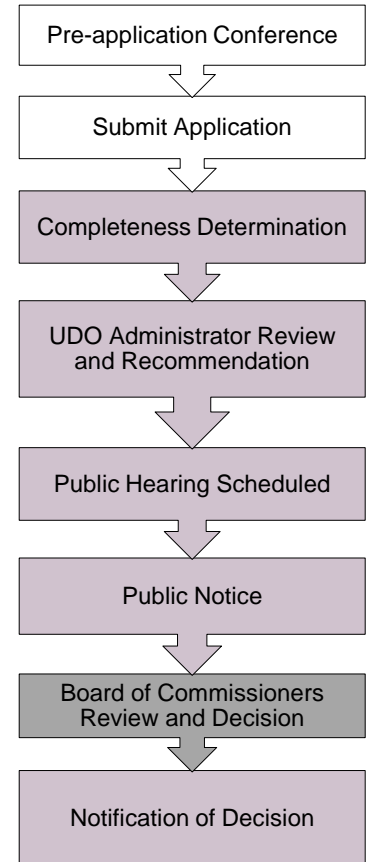 Pre-application Conference
Submit Application
Completeness Determination
UDO Administrator Review
and Recommendation
Public Hearing Scheduled
Public Notice
Board of Commissioners
Review and Decision
Notification of Decision